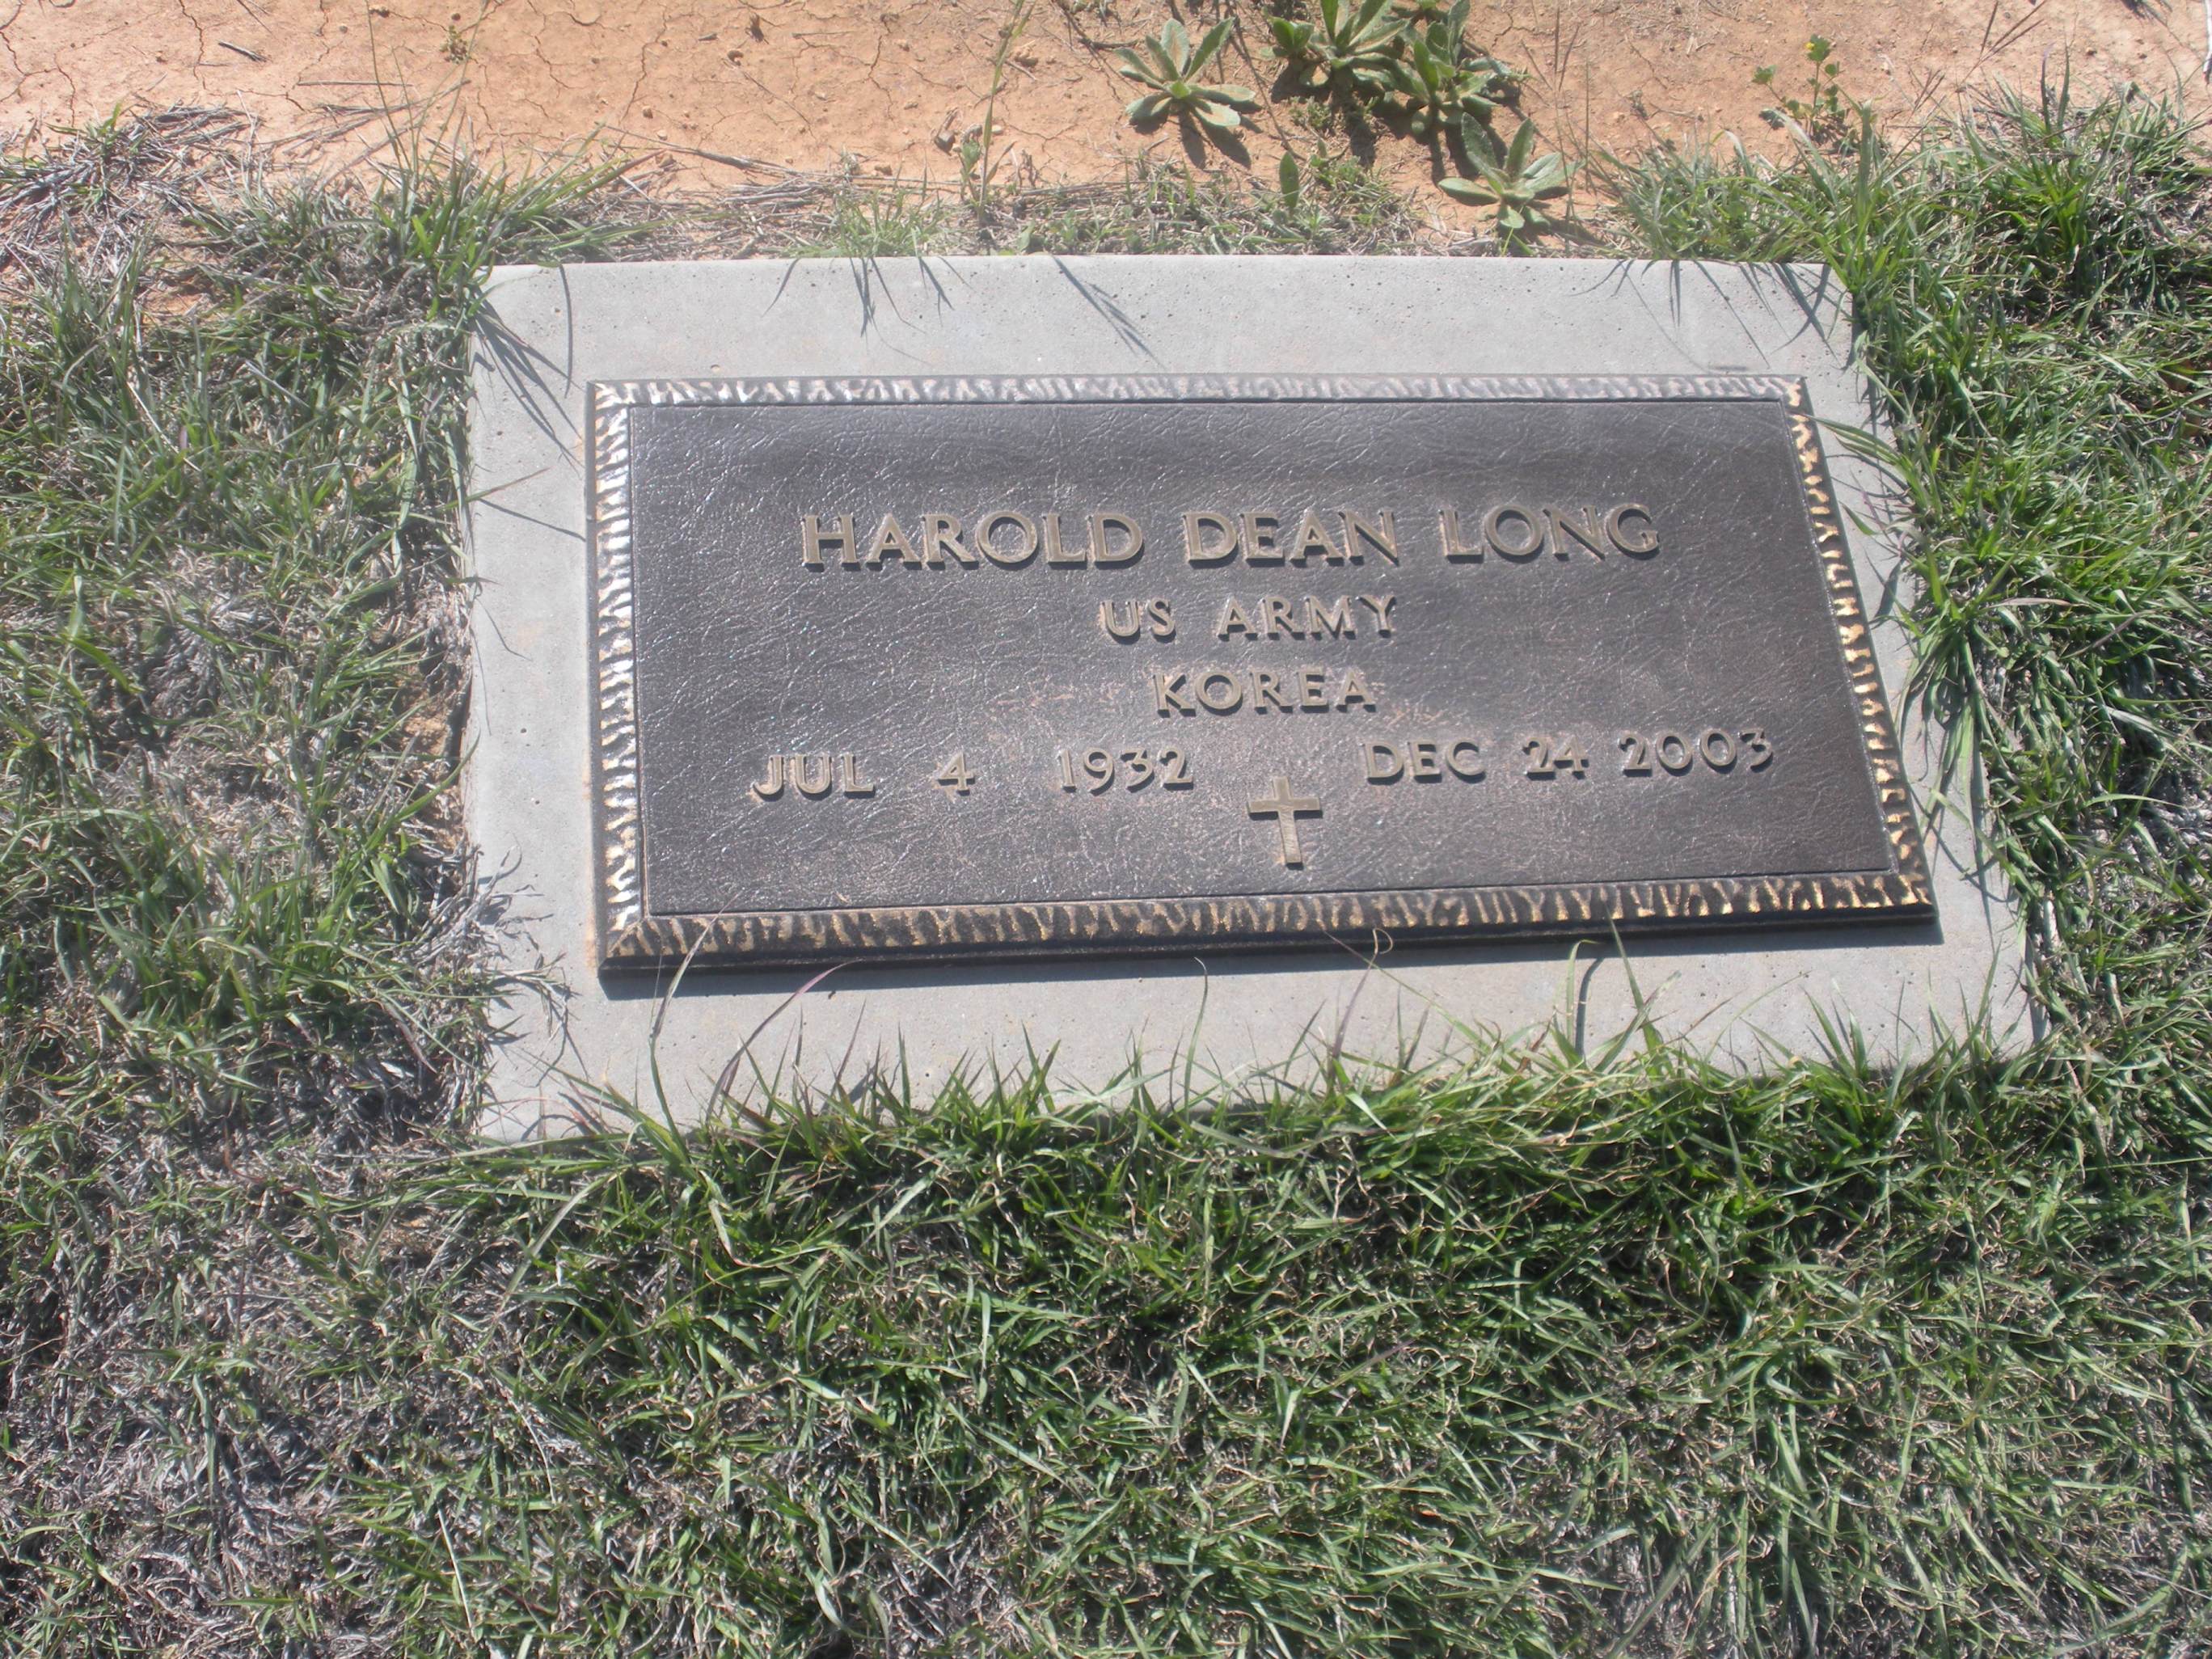 HAROLD DEAN LONG
US ARMY
KOREA
JUL 4 1932 DEC 24 2003